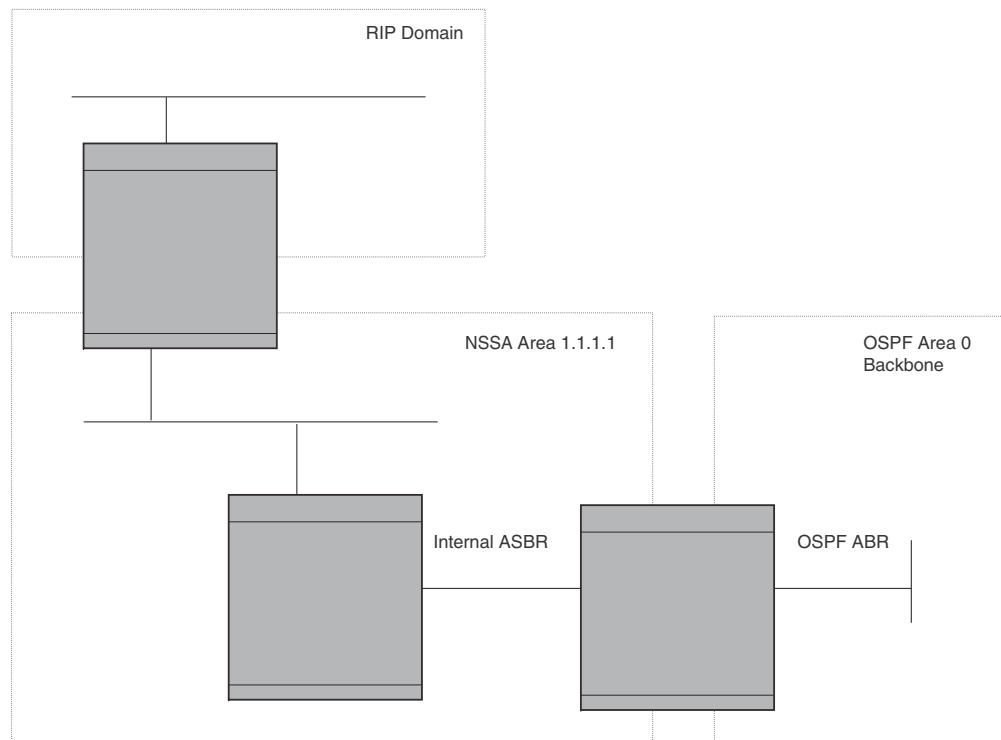 RIP Domain
NSSA Area 1.1.1.1
OSPF Area 0
Backbone
Internal ASBR
OSPF ABR